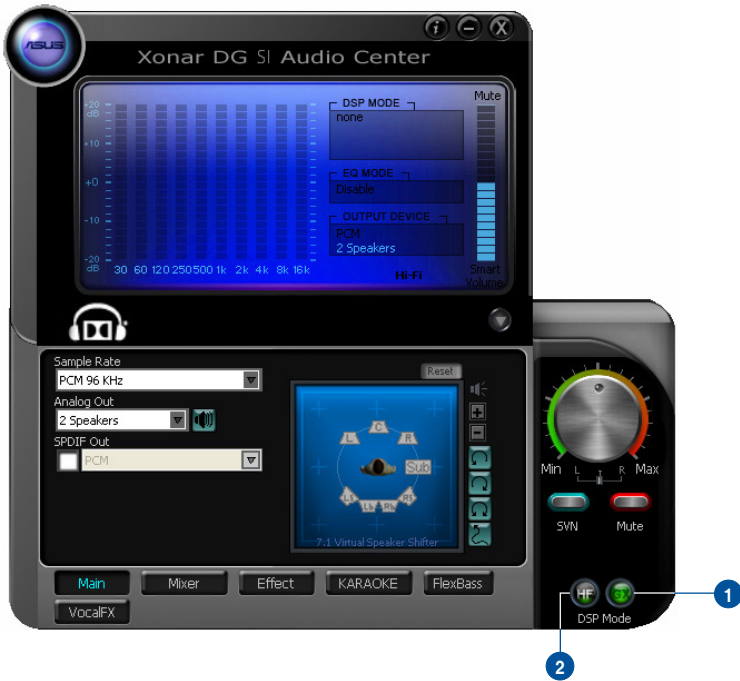 ASUS
i
Xonar DG SI Audio Center
+20
dB
+10
+0
-10
-20
dB
30 60 120 250 500 1k 2k 4k 8k 16k
DSP MODE
none
EQ MODE
Disable
OUTPUT DEVICE
PCM
2 Speakers
Hi-Fi
Mute
Smart
Volume
Sample Rate
PCM 96 KHz
Analog Out
2 Speakers
SPDIF Out
PCM
Reset
L C R
Sub
Ls Lb Rb Rs
7.1 Virtual Speaker Shifter
Min L R Max
SVN Mute
HF GX
DSP Mode
1
2
Main Mixer Effect KARAOKE FlexBass
VocalFX